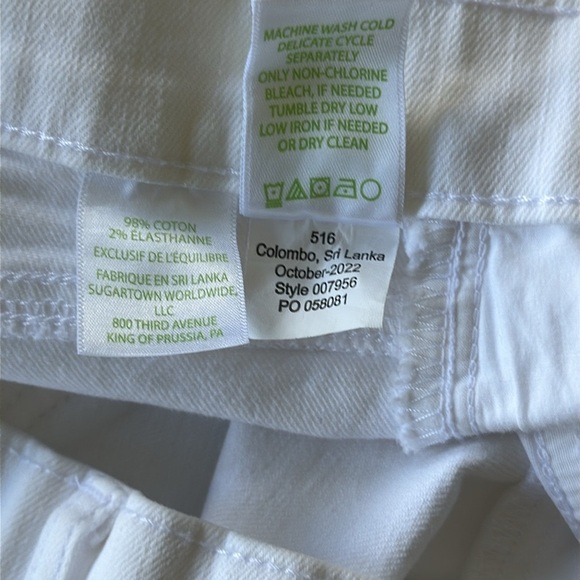 MACHINE WASH COLD
DELICATE CYCLE
SEPARATELY
ONLY NON-CHLORINE
BLEACH, IF NEEDED
TUMBLE DRY LOW
LOW IRON IF NEEDED
OR DRY CLEAN
98% COTON
2% ÉLASTHANNE
EXCLUSIF DE L'ÉQUILIBRE
FABRIQUE EN SRI LANKA
SUGARTOWN WORLDWIDE,
LLC
800 THIRD AVENUE
KING OF PRUSSIA, PA
516
Colombo, Sri Lanka
October-2022
Style 007956
PO 058081